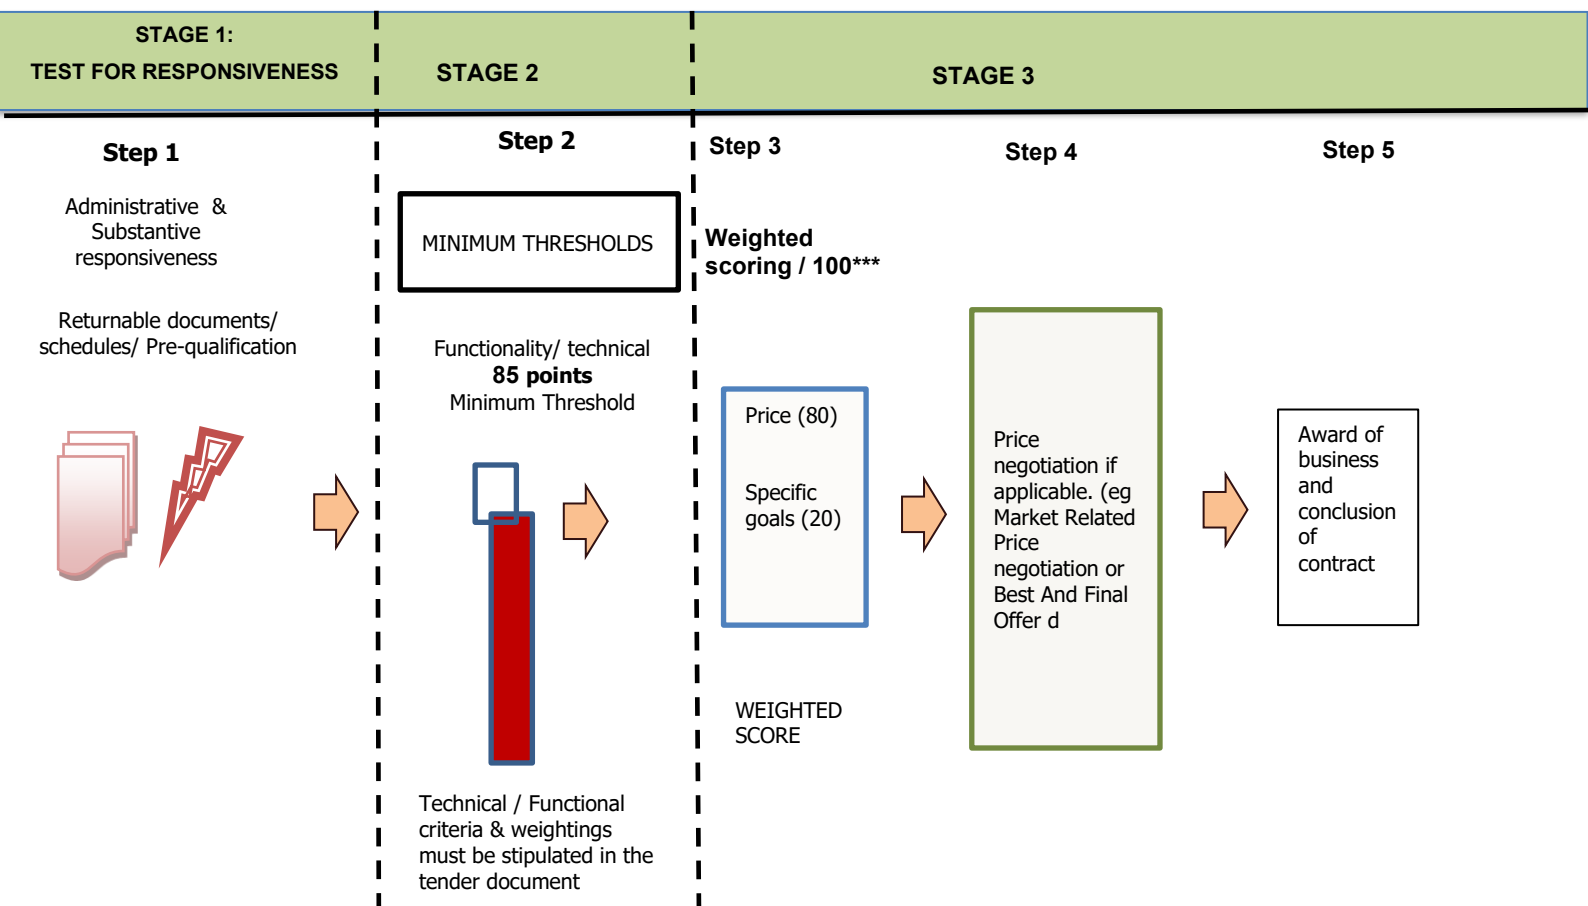 STAGE 1:
TEST FOR RESPONSIVENESS
STAGE 2
STAGE 3
Step 1
Administrative &
Substantive
responsiveness
Returnable documents/
schedules/ Pre-qualification
Step 2
MINIMUM THRESHOLDS
Functionality/ technical
85 points
Minimum Threshold
Technical / Functional
criteria & weightings
must be stipulated in the
tender document
Step 3
Weighted
scoring / 100***
Price (80)
Specific
goals (20)
WEIGHTED
SCORE
Step 4
Price
negotiation if
applicable. (eg
Market Related
Price
negotiation or
Best And Final
Offer d
Step 5
Award of
business
and
conclusion
of
contract